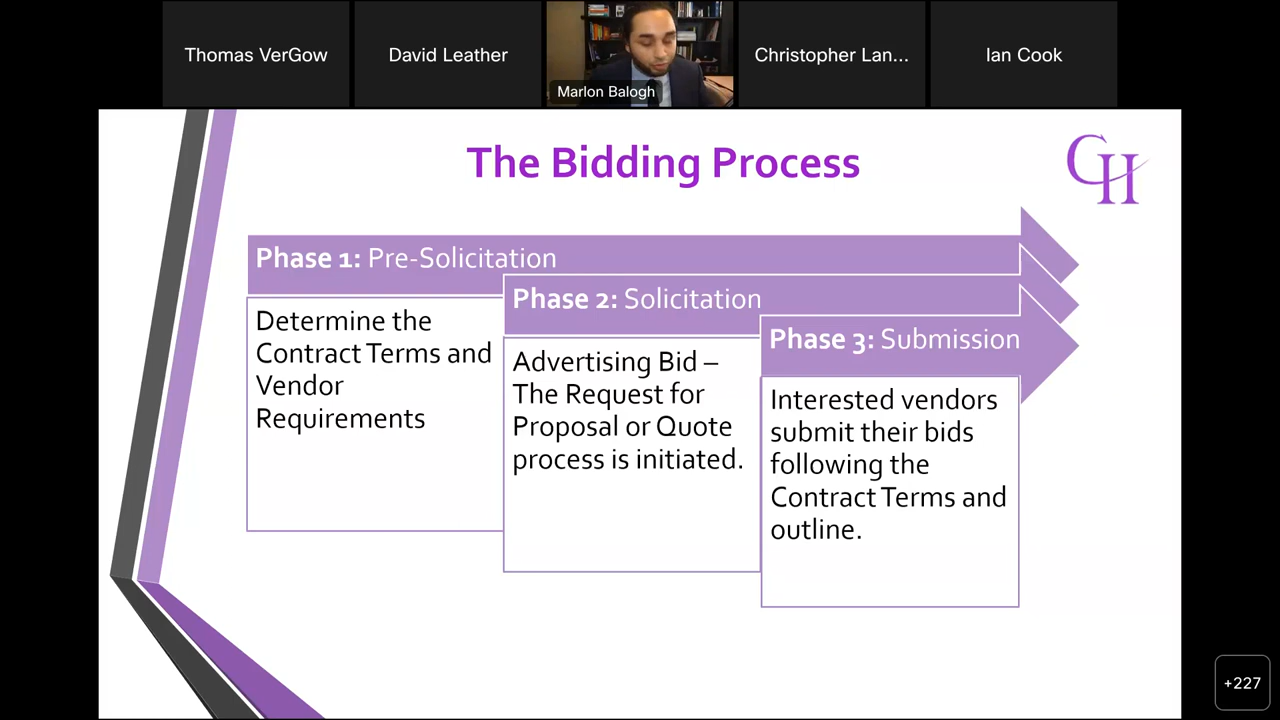 Thomas VerGow
David Leather
Marlon Balogh
Christopher Lan...
Ian Cook
The Bidding Process
CH
Phase 1: Pre-Solicitation
Determine the
Contract Terms and
Vendor
Requirements
Phase 2: Solicitation
Advertising Bid –
The Request for
Proposal or Quote
process is initiated.
Phase 3: Submission
Interested vendors
submit their bids
following the
Contract Terms and
outline.
+227